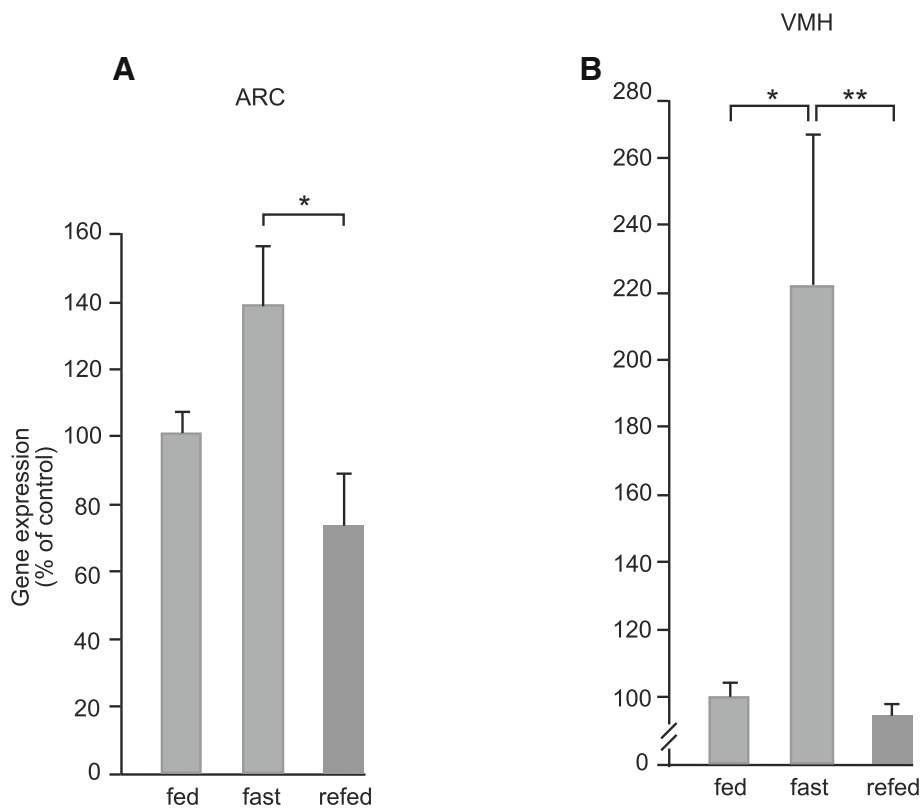 A
ARC
*
160
140
120
100
80
60
40
20
0
Gene expression
(% of control)
fed fast refed
VMH
B
* **
280
260
240
220
200
180
160
140
120
100
0
fed fast refed